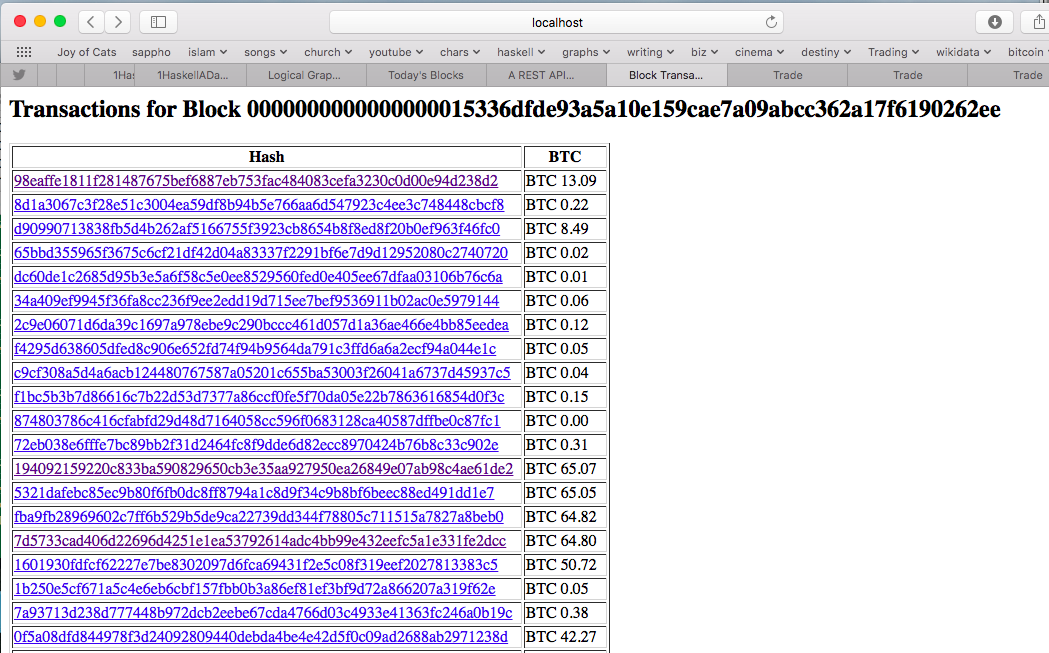 localhost
Joy of Cats sappho islam songs church youtube chars haskell graphs writing biz cinema destiny Trading wikidata bitcoin
1Has 1HaskellADa... Logical Grap... Today's Blocks A REST API... Block Transa... Trade Trade Trade
Transactions for Block 0000000000000000015336dfde93a5a10e159cae7a09abcc362a17f6190262ee
Hash BTC
98eaffe1811f281487675bef6887eb753fac484083cefa3230c0d00e94d238d2 BTC 13.09
8d1a3067c3f28e51c3004ea59df8b94b5e766aa6d547923c4ee3c748448cbcf8 BTC 0.22
d90990713838fb5d4b262af5166755f3923cb8654b8f8ed8f20b0ef963f46fc0 BTC 8.49
65bbd355965f3675c6cf21df42d04a83337f2291bf6e7d9d12952080c2740720 BTC 0.02
dc60de1c2685d95b3e5a6f58c5e0ee8529560fed0e405ee67dfaa03106b76c6a BTC 0.01
34a409ef9945f36fa8cc236f9ee2edd19d715ee7bef9536911b02ac0e5979144 BTC 0.06
2c9e06071d6da39c1697a978ebe9c290bccc461d057d1a36ae466e4bb85eedea BTC 0.12
f4295d638605dfed8c906e652fd74f94b9564da791c3ffd6a6a2ecf94a044e1c BTC 0.05
c9cf308a5d4a6acb124480767587a05201c655ba53003f26041a6737d45937c5 BTC 0.04
f1bc5b3b7d86616c7b22d53d7377a86ccf0fe5f70da05e22b7863616854d0f3c BTC 0.15
874803786c416cfabfd29d48d7164058cc596f0683128ca40587dffbe0c87fc1 BTC 0.00
72eb038e6fffe7bc89bb2f31d2464fc8f9dde6d82ecc8970424b76b8c33c902e BTC 0.31
194092159220c833ba590829650cb3e35aa927950ea26849e07ab98c4ae61de2 BTC 65.07
5321dafebc85ec9b80f6fb0dc8ff8794a1c8d9f34c9b8bf6beec88ed491dd1e7 BTC 65.05
fba9fb28969602c7ff6b529b5de9ca22739dd344f78805c711515a7827a8beb0 BTC 64.82
7d5733cad406d22696d4251e1ea53792614adc4bb99e432eefc5a1e331fe2dcc BTC 64.80
1601930fdfcf62227e7be8302097d6fca69431f2e5c08f319eef2027813383c5 BTC 50.72
1b250e5cf671a5c4e6eb6cbf157fbb0b3a86ef81ef3bf9d72a866207a319f62e BTC 0.05
7a93713d238d777448b972dcb2eebe67cda4766d03c4933e41363fc246a0b19c BTC 0.38
0f5a08dfd844978f3d24092809440debda4be4e42d5f0c09ad2688ab2971238d BTC 42.27